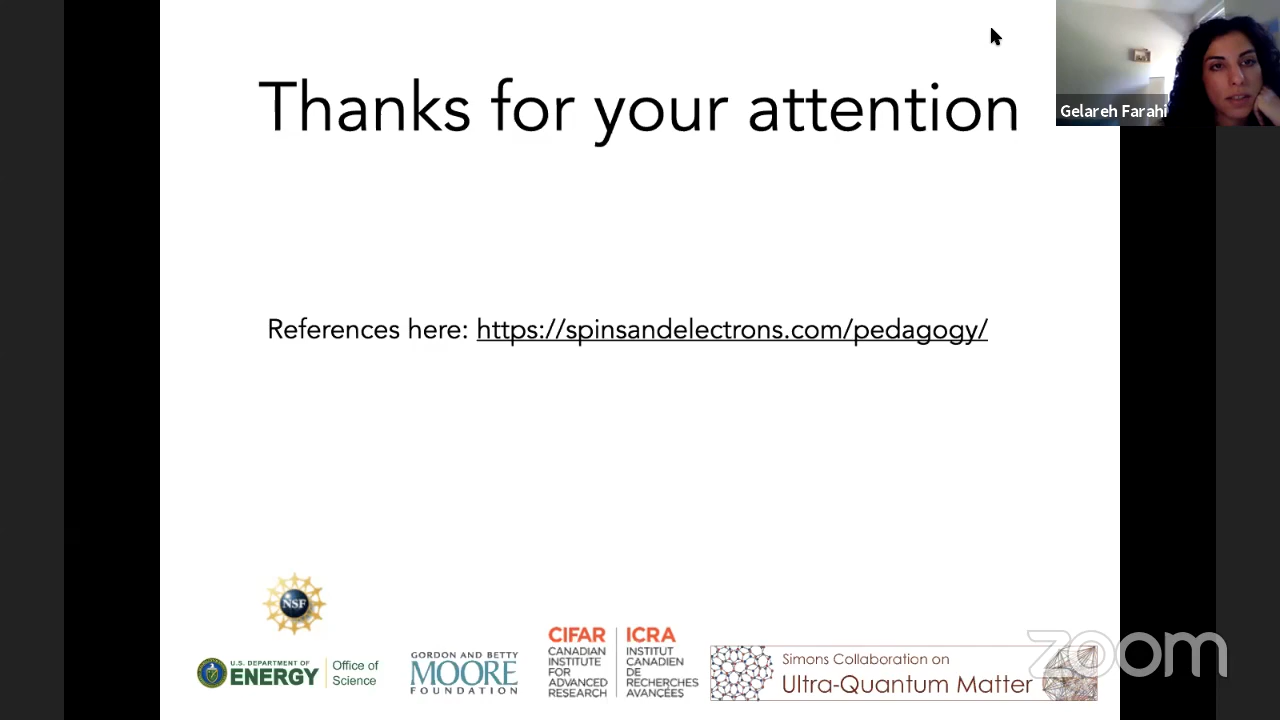 Thanks for your attention
Gelareh Farahi
References here: https://spinsandelectrons.com/pedagogy/
NSF
U.S. DEPARTMENT OF
ENERGY
Office of
Science
GORDON AND BETTY
MOORE
FOUNDATION
CIFAR
CANADIAN
INSTITUTE
FOR
ADVANCED
RESEARCH
ICRA
INSTITUT
CANADIEN
DE
RECHERCHES
AVANCÉES
Simons Collaboration on
Ultra-Quantum Matter
zoom